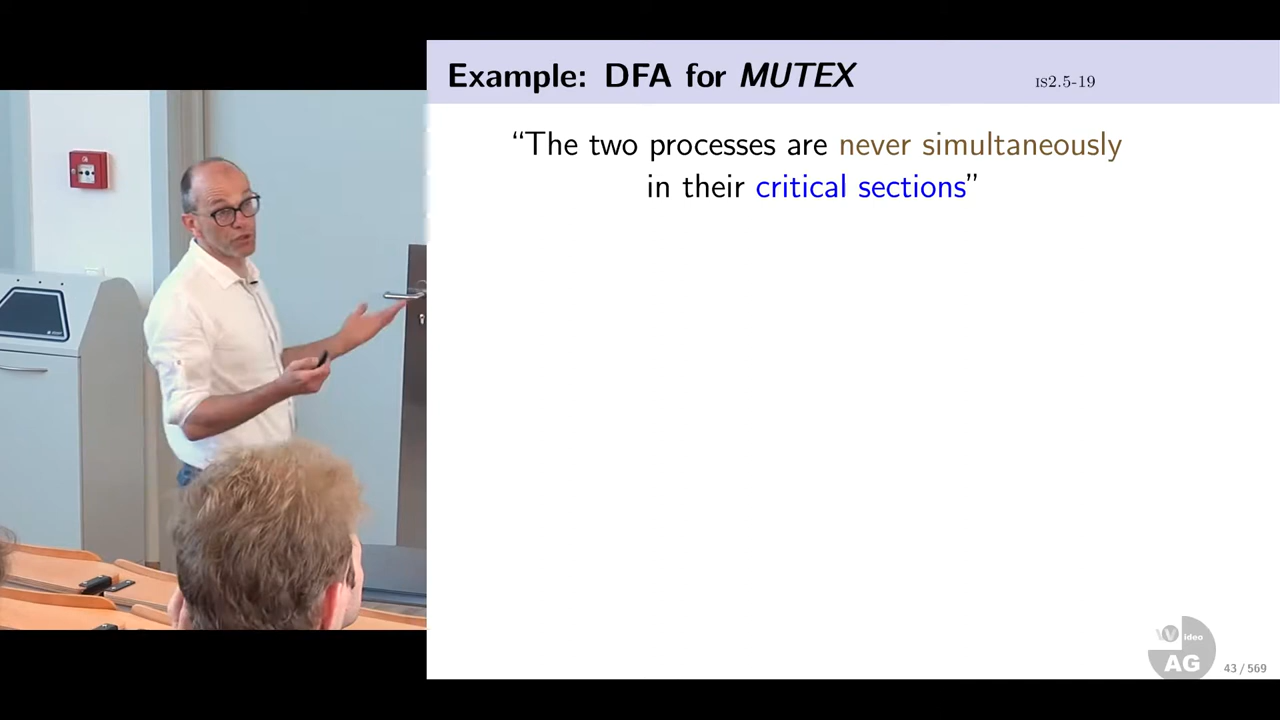 Example: DFA for MUTEX IS2.5-19
“The two processes are never simultaneously
in their critical sections”
Video
AG
43 / 569